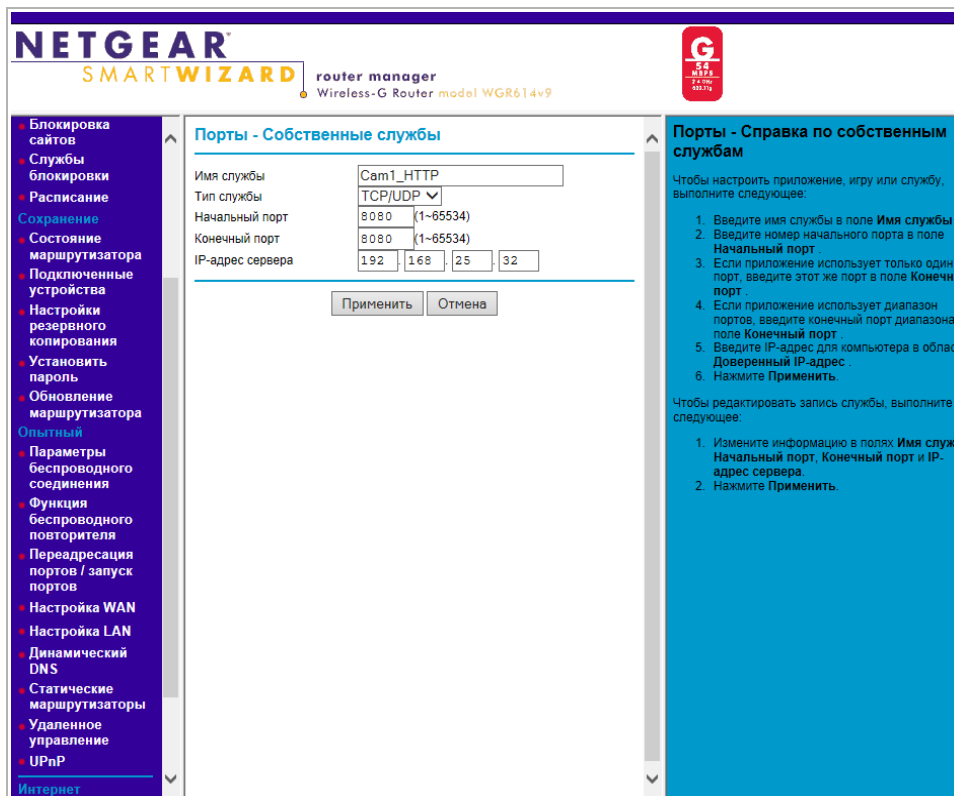 NETGEAR
SMARTWIZARD router manager
Wireless-G Router model WGR614v9
G
54
MBPS
2.4 GHz
802.11g
Блокировка
сайтов
Службы
блокировки
Расписание
Сохранение
Состояние
маршрутизатора
Подключенные
устройства
Настройки
резервного
копирования
Установить
пароль
Обновление
маршрутизатора
Опытный
Параметры
беспроводного
соединения
Функция
беспроводного
повторителя
Переадресация
портов / запуск
портов
Настройка WAN
Настройка LAN
Динамический
DNS
Статические
маршрутизаторы
Удаленное
управление
UPnP
Интернет
Порты - Собственные службы
Имя службы Cam1_HTTP
Тип службы TCP/UDP
Начальный порт 8080 (1~65534)
Конечный порт 8080 (1~65534)
IP-адрес сервера 192 . 168 . 25 . 32
Применить Отмена
Порты - Справка по собственным
службам
Чтобы настроить приложение, игру или службу,
выполните следующее:
1. Введите имя службы в поле Имя службы
2. Введите номер начального порта в поле
Начальный порт .
3. Если приложение использует только один
порт, введите этот же порт в поле Конечн
порт .
4. Если приложение использует диапазон
портов, введите конечный порт диапазона
поле Конечный порт .
5. Введите IP-адрес для компьютера в облас
Доверенный IP-адрес .
6. Нажмите Применить.
Чтобы редактировать запись службы, выполните
следующее:
1. Измените информацию в полях Имя служ
Начальный порт, Конечный порт и IP-
адрес сервера.
2. Нажмите Применить.